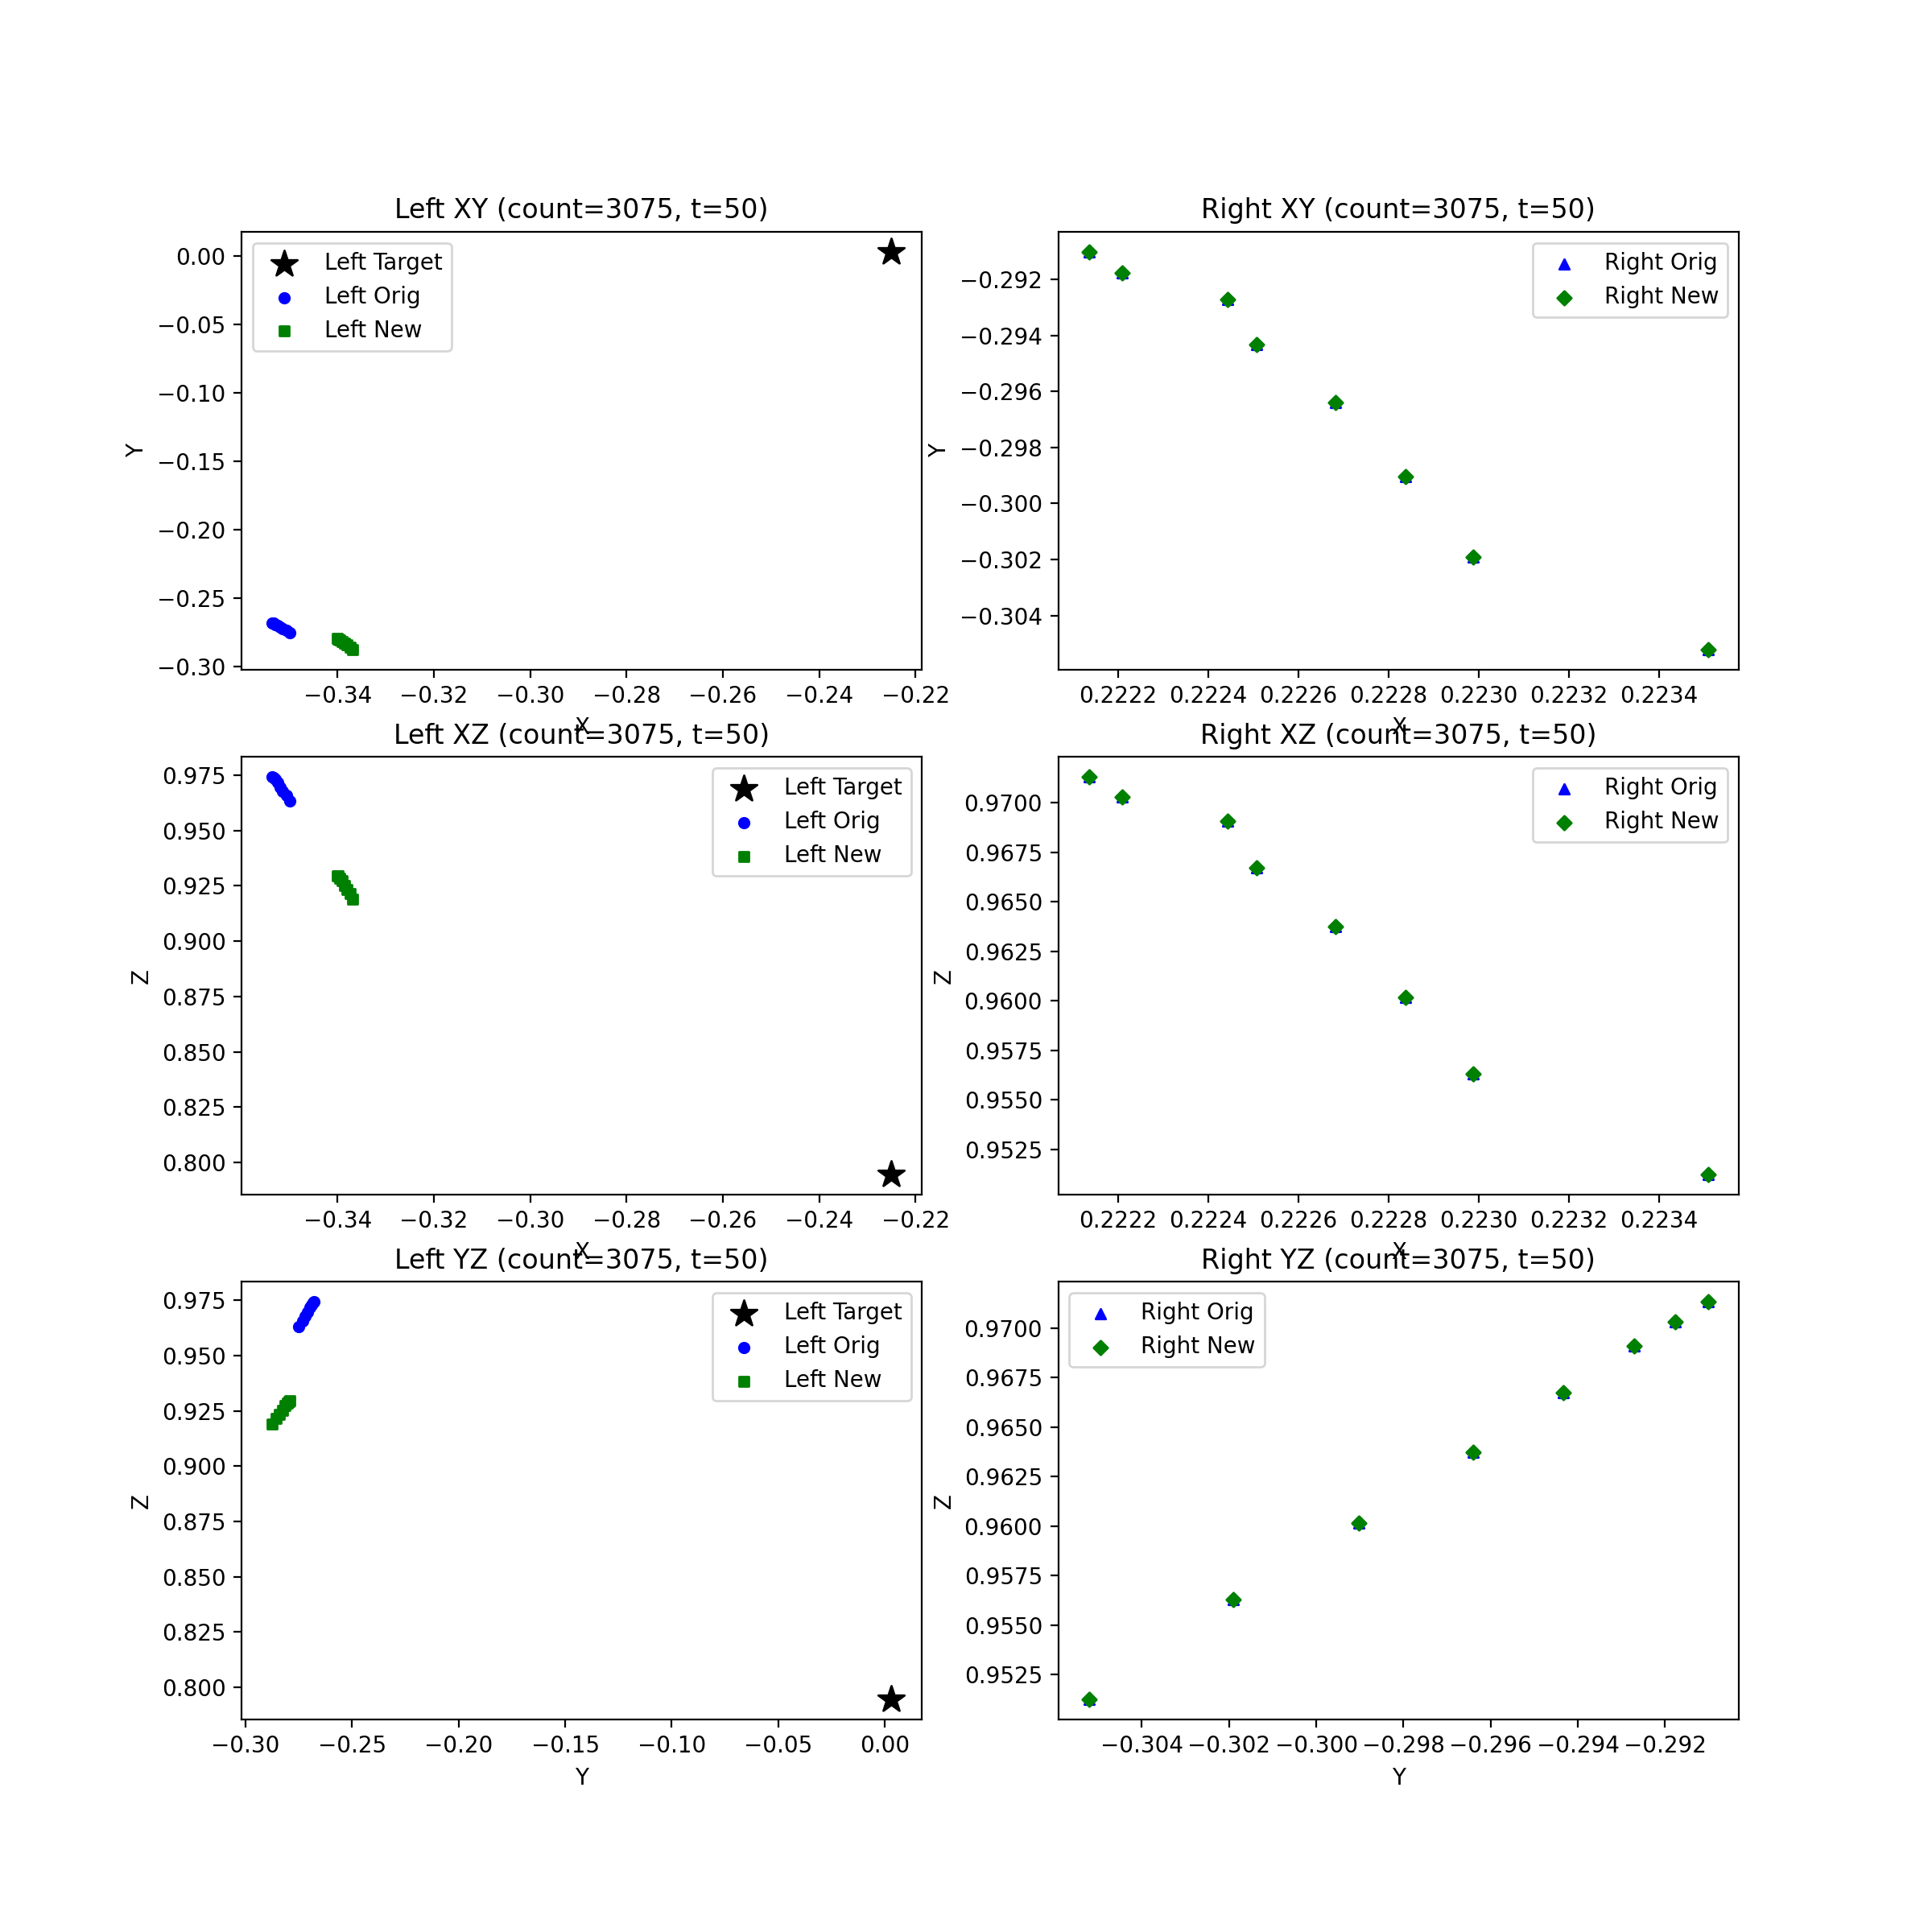 Left XY (count=3075, t=50)
Left Target
Left Orig
Left New
0.00
−0.05
−0.10
−0.15
−0.20
−0.25
−0.30
Y
−0.34 −0.32 −0.30 −0.28 −0.26 −0.24 −0.22
X
Right XY (count=3075, t=50)
Right Orig
Right New
−0.292
−0.294
−0.296
−0.298
−0.300
−0.302
−0.304
Y
0.2222 0.2224 0.2226 0.2228 0.2230 0.2232 0.2234
X
Left XZ (count=3075, t=50)
Left Target
Left Orig
Left New
0.975
0.950
0.925
0.900
0.875
0.850
0.825
0.800
Z
−0.34 −0.32 −0.30 −0.28 −0.26 −0.24 −0.22
X
Right XZ (count=3075, t=50)
Right Orig
Right New
0.9700
0.9675
0.9650
0.9625
0.9600
0.9575
0.9550
0.9525
Z
0.2222 0.2224 0.2226 0.2228 0.2230 0.2232 0.2234
X
Left YZ (count=3075, t=50)
Left Target
Left Orig
Left New
0.975
0.950
0.925
0.900
0.875
0.850
0.825
0.800
Z
−0.30 −0.25 −0.20 −0.15 −0.10 −0.05 0.00
Y
Right YZ (count=3075, t=50)
Right Orig
Right New
0.9700
0.9675
0.9650
0.9625
0.9600
0.9575
0.9550
0.9525
Z
−0.304 −0.302 −0.300 −0.298 −0.296 −0.294 −0.292
Y